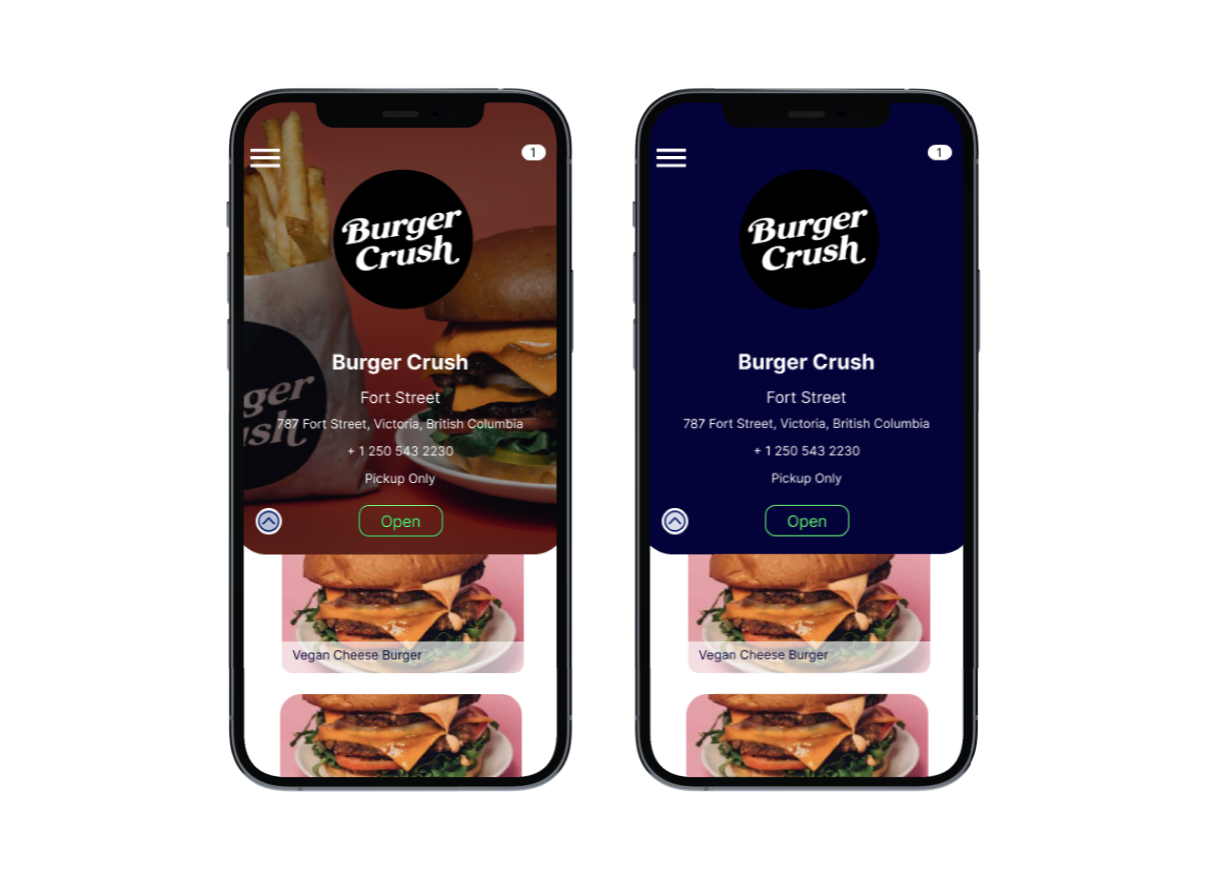 1
Burger
Crush
Burger Crush
Fort Street
ger
ush
787 Fort Street, Victoria, British Columbia
+ 1 250 543 2230
Pickup Only
Open
Vegan Cheese Burger
1
Burger
Crush
Burger Crush
Fort Street
787 Fort Street, Victoria, British Columbia
+ 1 250 543 2230
Pickup Only
Open
Vegan Cheese Burger